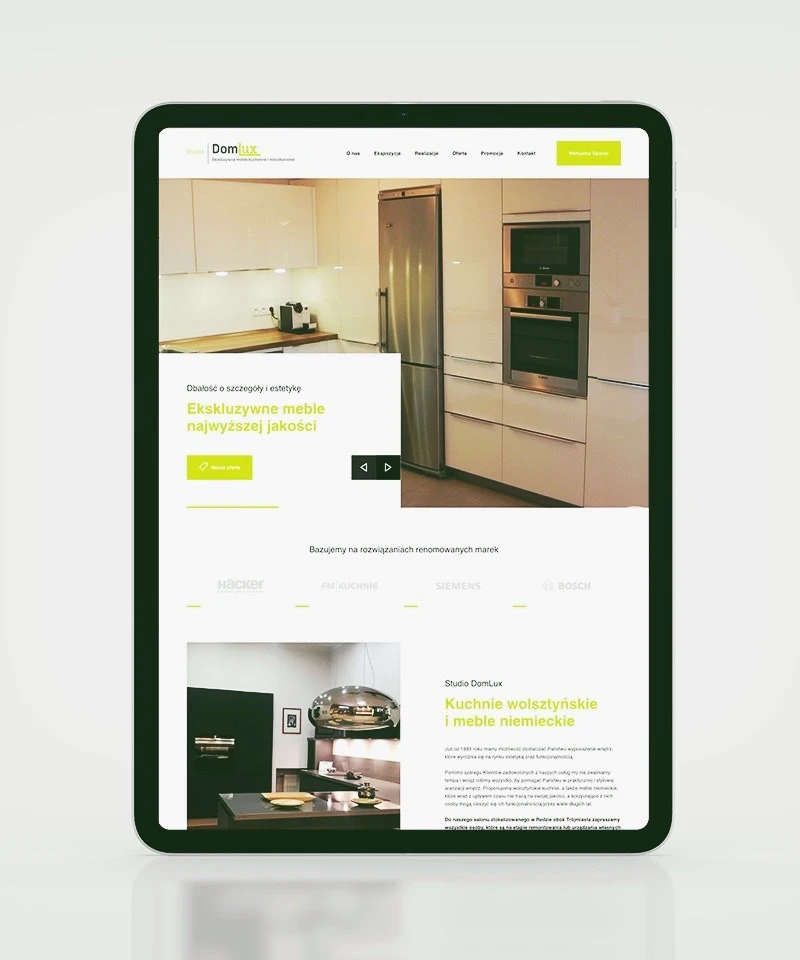 Studio DomLux
Ekskluzywne meble kuchenne i mieszkaniowe
O nas Ekspozycje Realizacje Oferta Promocje Kontakt Wirtualny Spacer
Dbałość o szczegóły i estetykę
Ekskluzywne meble
najwyższej jakości
Nasza oferta
Bazujemy na rozwiązaniach renomowanych marek
HäCKER FM KUCHNIE SIEMENS BOSCH
Studio DomLux
Kuchnie wolsztyńskie
i meble niemieckie
Już od 1993 roku mamy możliwość dostarczać Państwu wyposażenie wnętrz,
które wyróżnia się na rynku estetyką oraz funkcjonalnością.
Pomimo szeregu Klientów zadowolonych z naszych usług my nie zwalniamy
tempa i wciąż robimy wszystko, by pomagać Państwu w praktycznej i stylowej
aranżacji wnętrz. Proponujemy wolsztyńskie kuchnie, a także meble niemieckie,
które wraz z upływem czasu nie tracą na swojej jakości, a korzystające z nich
osoby mogą cieszyć się ich funkcjonalnością przez wiele długich lat.
Do naszego salonu zlokalizowanego w Redzie obok Trójmiasta zapraszamy
wszystkie osoby, które są na etapie remontowania lub urządzania własnych